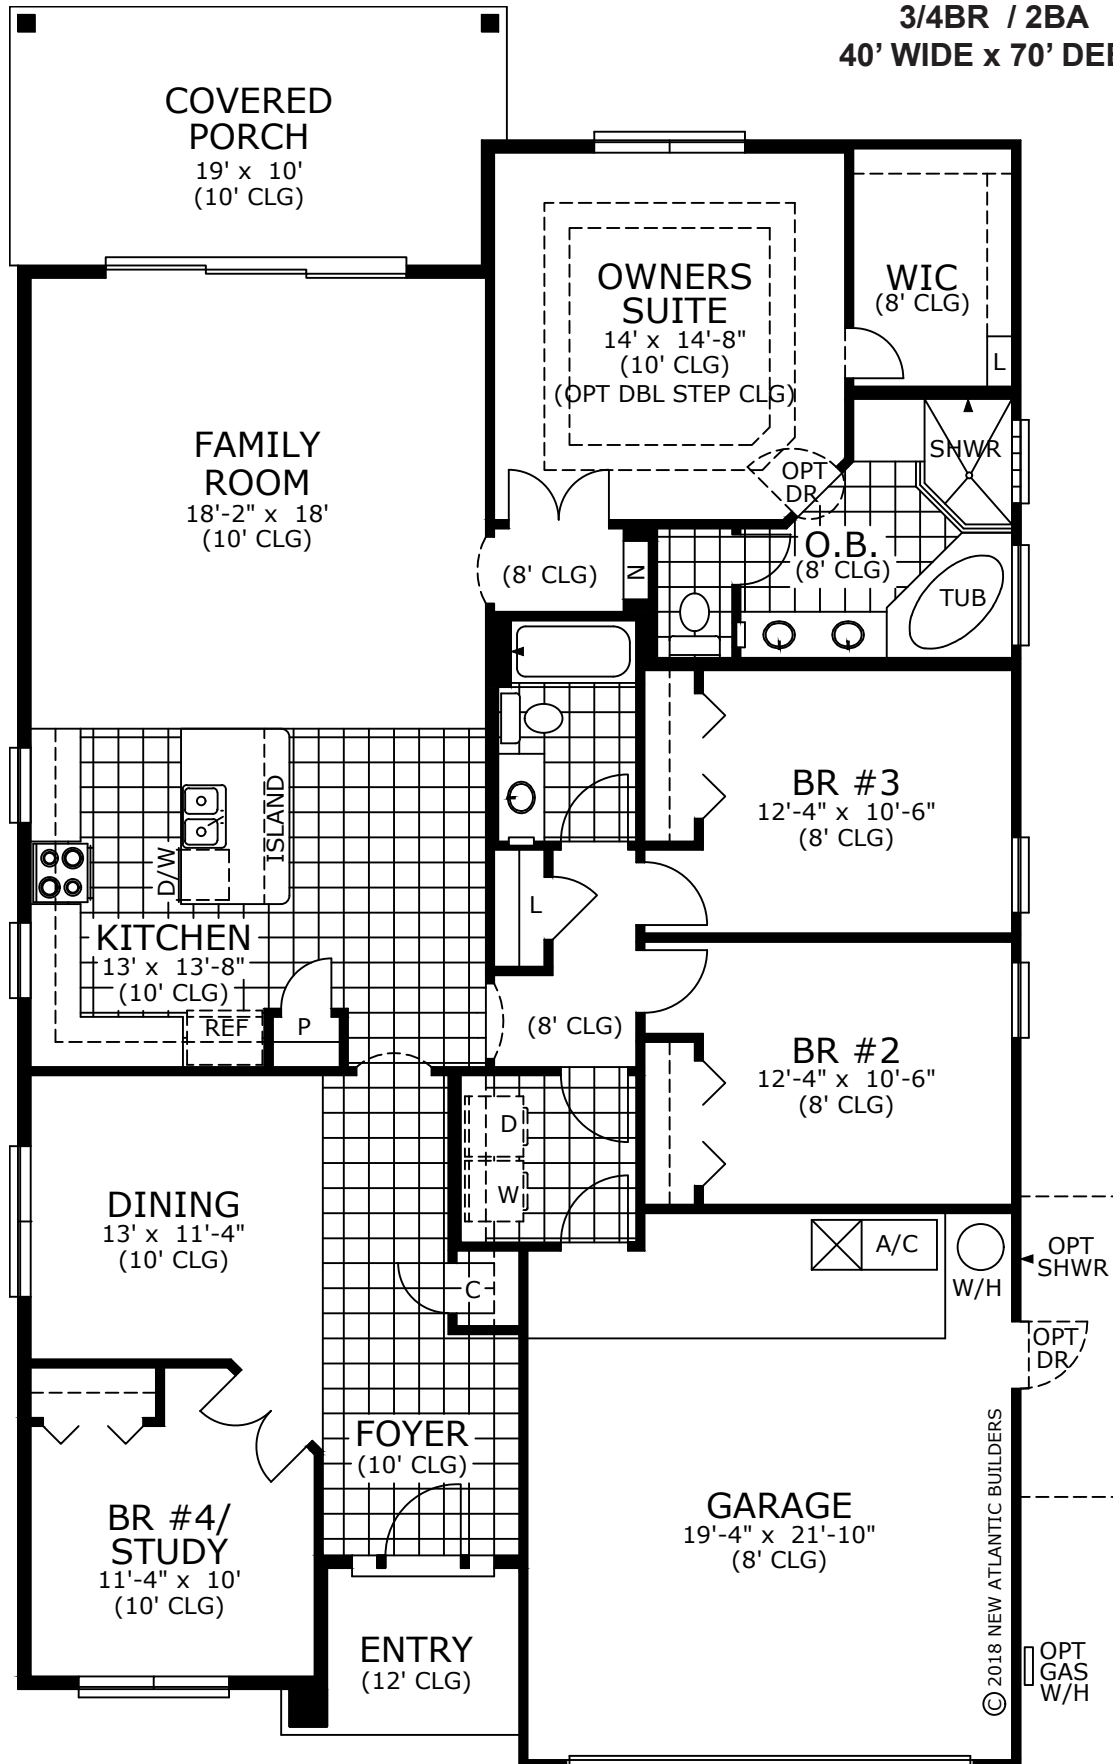 3/4BR / 2BA
40' WIDE x 70'
COVERED
PORCH
19' x 10'
(10' CLG)
OWNERS
SUITE
14' x 14'-8"
(10' CLG)
(OPT DBL STEP CLG)
WIC
(8' CLG)
L
FAMILY
ROOM
18'-2" x 18'
(10' CLG)
OPT
DR
SHWR
O.B.
(8' CLG)
TUB
(8' CLG)
N
BR #3
12'-4" x 10'-6"
(8' CLG)
ISLAND
D/W
KITCHEN
13' x 13'-8"
(10' CLG)
REF
P
L
(8' CLG)
BR #2
12'-4" x 10'-6"
(8' CLG)
D
W
DINING
13' x 11'-4"
(10' CLG)
C
A/C
W/H
OPT
SHWR
OPT
DR
FOYER
(10' CLG)
BR #4/
STUDY
11'-4" x 10'
(10' CLG)
GARAGE
19'-4" x 21'-10"
(8' CLG)
ENTRY
(12' CLG)
© 2018 NEW ATLANTIC BUILDERS
OPT
GAS
W/H